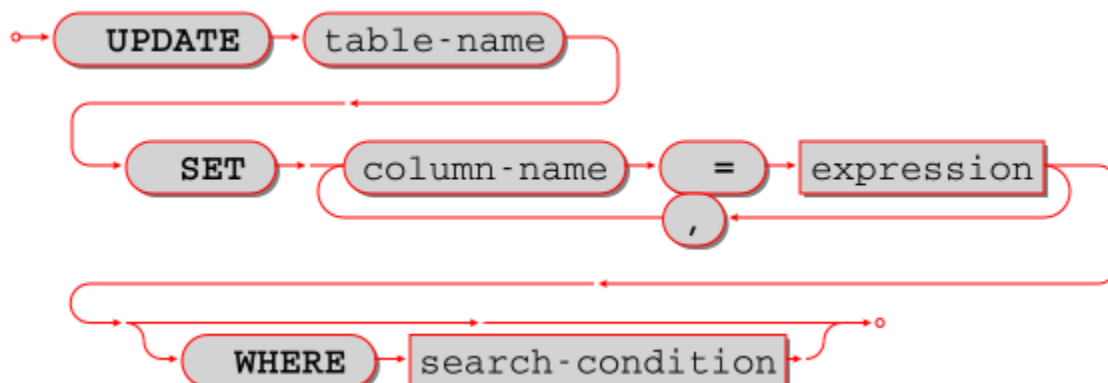 UPDATE table-name
SET column-name = expression
,
WHERE search-condition